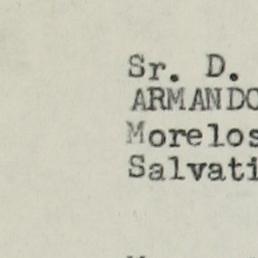 Sr. D.
ARMANDO
Morelos
Salvati